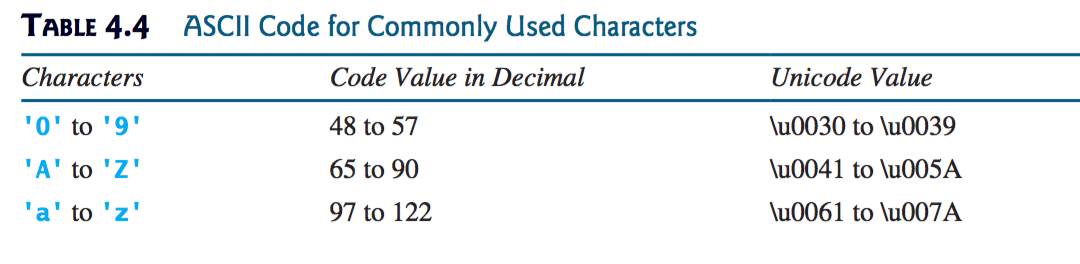 TABLE 4.4 ASCII Code for Commonly Used Characters
Characters Code Value in Decimal Unicode Value
'0' to '9' 48 to 57 \u0030 to \u0039
'A' to 'Z' 65 to 90 \u0041 to \u005A
'a' to 'z' 97 to 122 \u0061 to \u007A